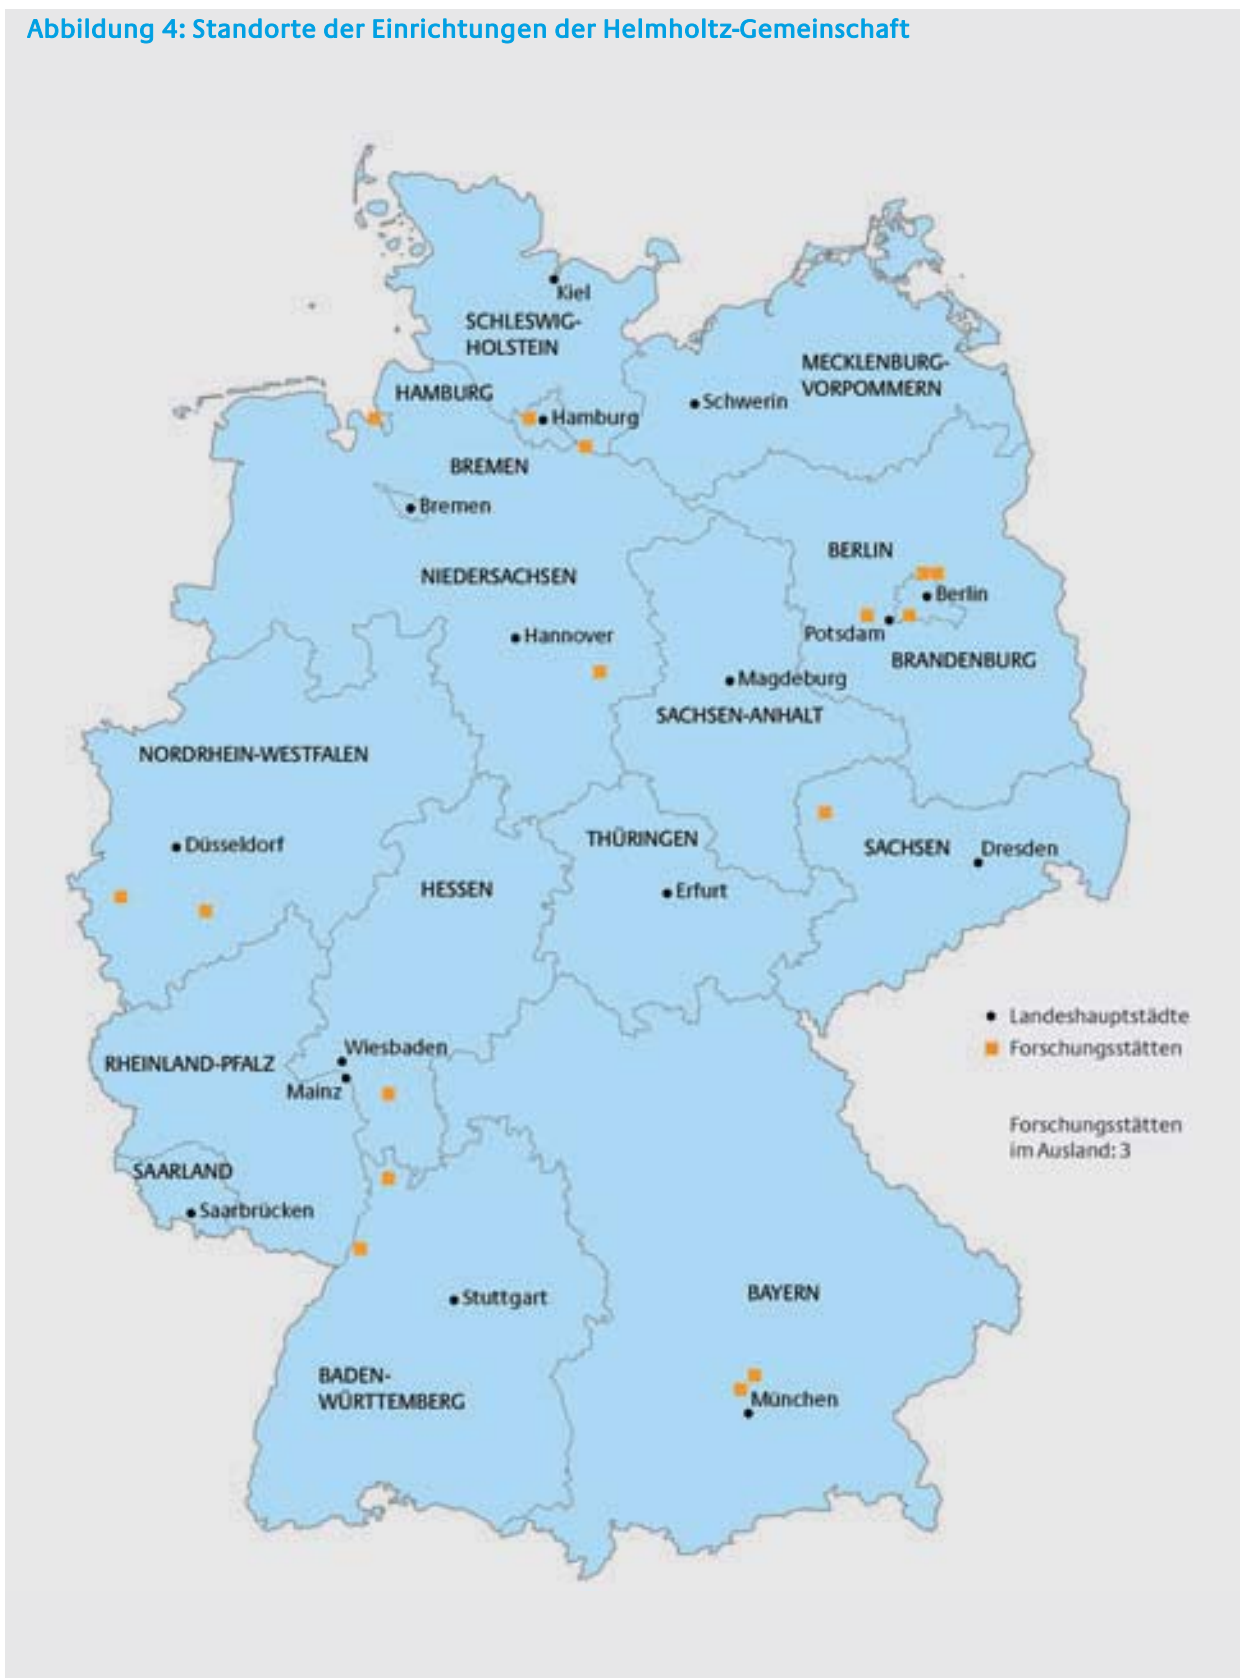 Abbildung 4: Standorte der Einrichtungen der Helmholtz-Gemeinschaft
Kiel
SCHLESWIG-
HOLSTEIN
MECKLENBURG-
VORPOMMERN
HAMBURG
Schwerin
Hamburg
BREMEN
Bremen
BERLIN
NIEDERSACHSEN
Berlin
Hannover
Potsdam
BRANDENBURG
Magdeburg
SACHSEN-ANHALT
NORDRHEIN-WESTFALEN
THÜRINGEN
Düsseldorf
SACHSEN
Dresden
HESSEN
Erfurt
Landeshauptstädte
Forschungsstätten
Wiesbaden
RHEINLAND-PFALZ
Mainz
Forschungsstätten
im Ausland: 3
SAARLAND
Saarbrücken
BAYERN
Stuttgart
BADEN-
WÜRTTEMBERG
München